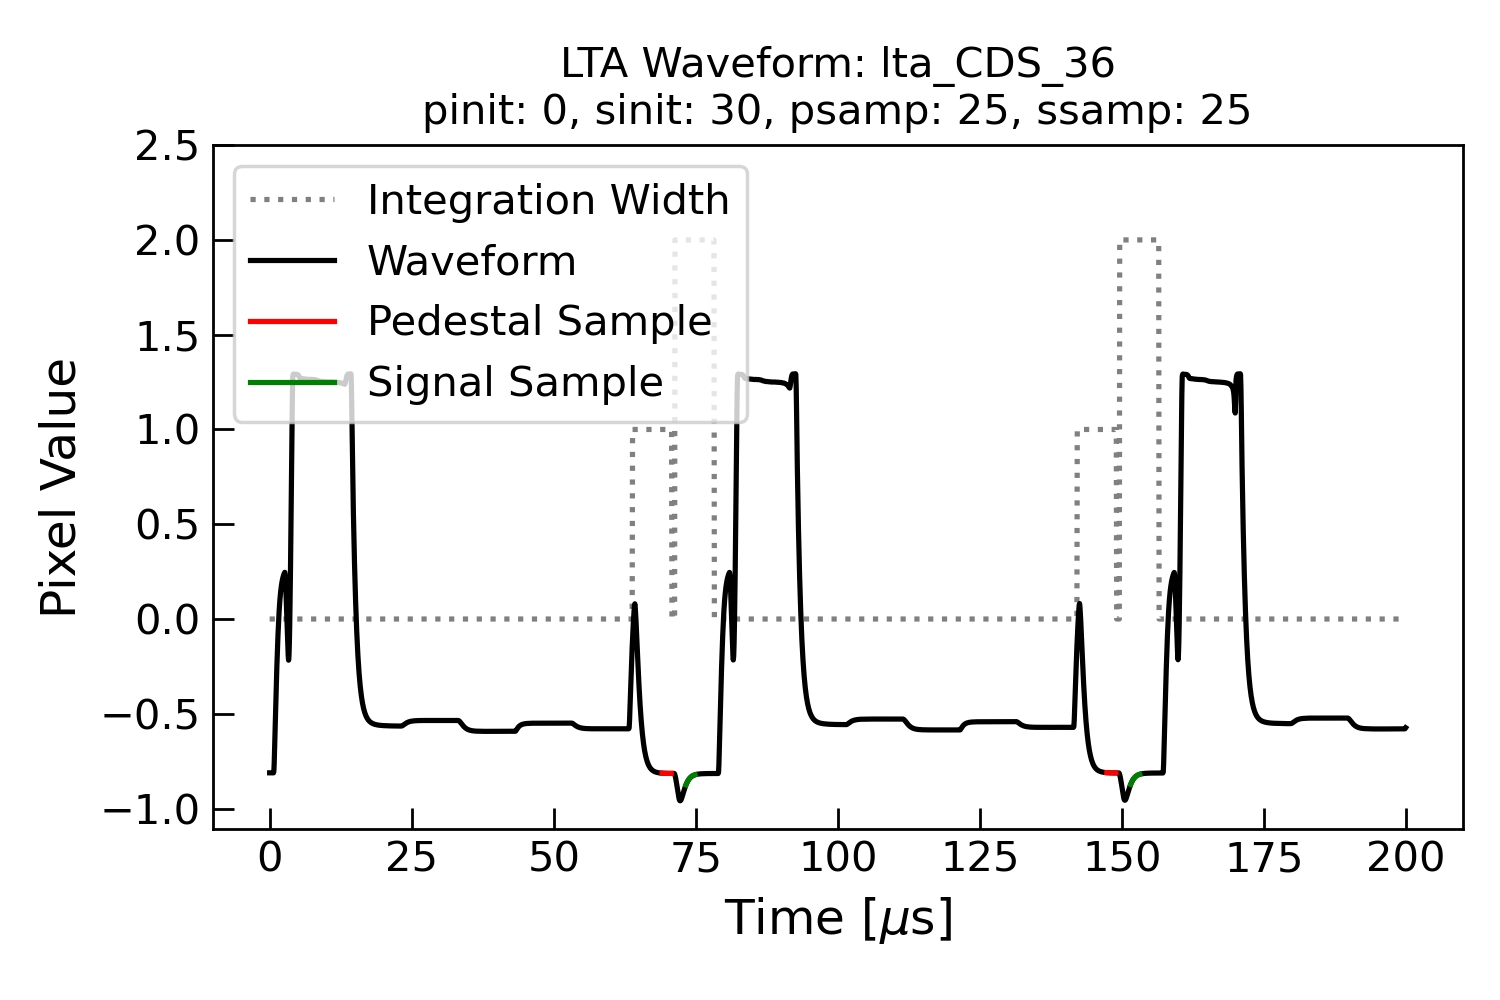 LTA Waveform: lta_CDS_36
pinit: 0, sinit: 30, psamp: 25, ssamp: 25
2.5
2.0
1.5
1.0
0.5
0.0
−0.5
−1.0
Pixel Value
Integration Width
Waveform
Pedestal Sample
Signal Sample
0 25 50 75 100 125 150 175 200
Time [μs]